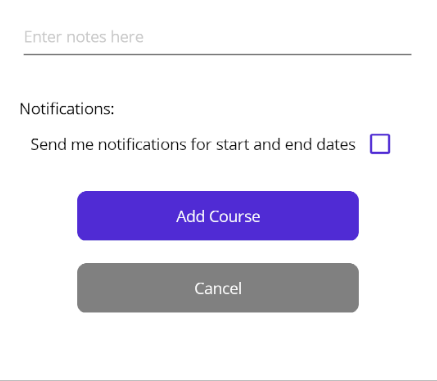 Enter notes here
Notifications:
Send me notifications for start and end dates
Add Course
Cancel